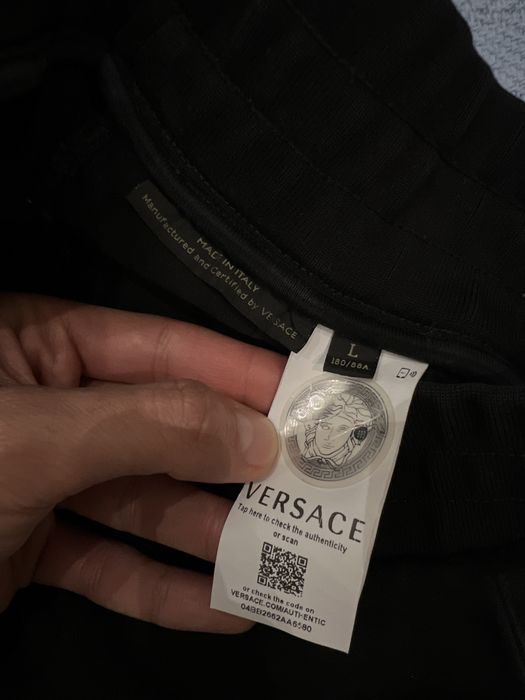 MADE IN ITALY
Manufactured and Certified by VERSACE
L
180/88A
VERSACE
Tap here to check the authenticity
or scan
or check the code on
VERSACE.COM/AUTHENTIC